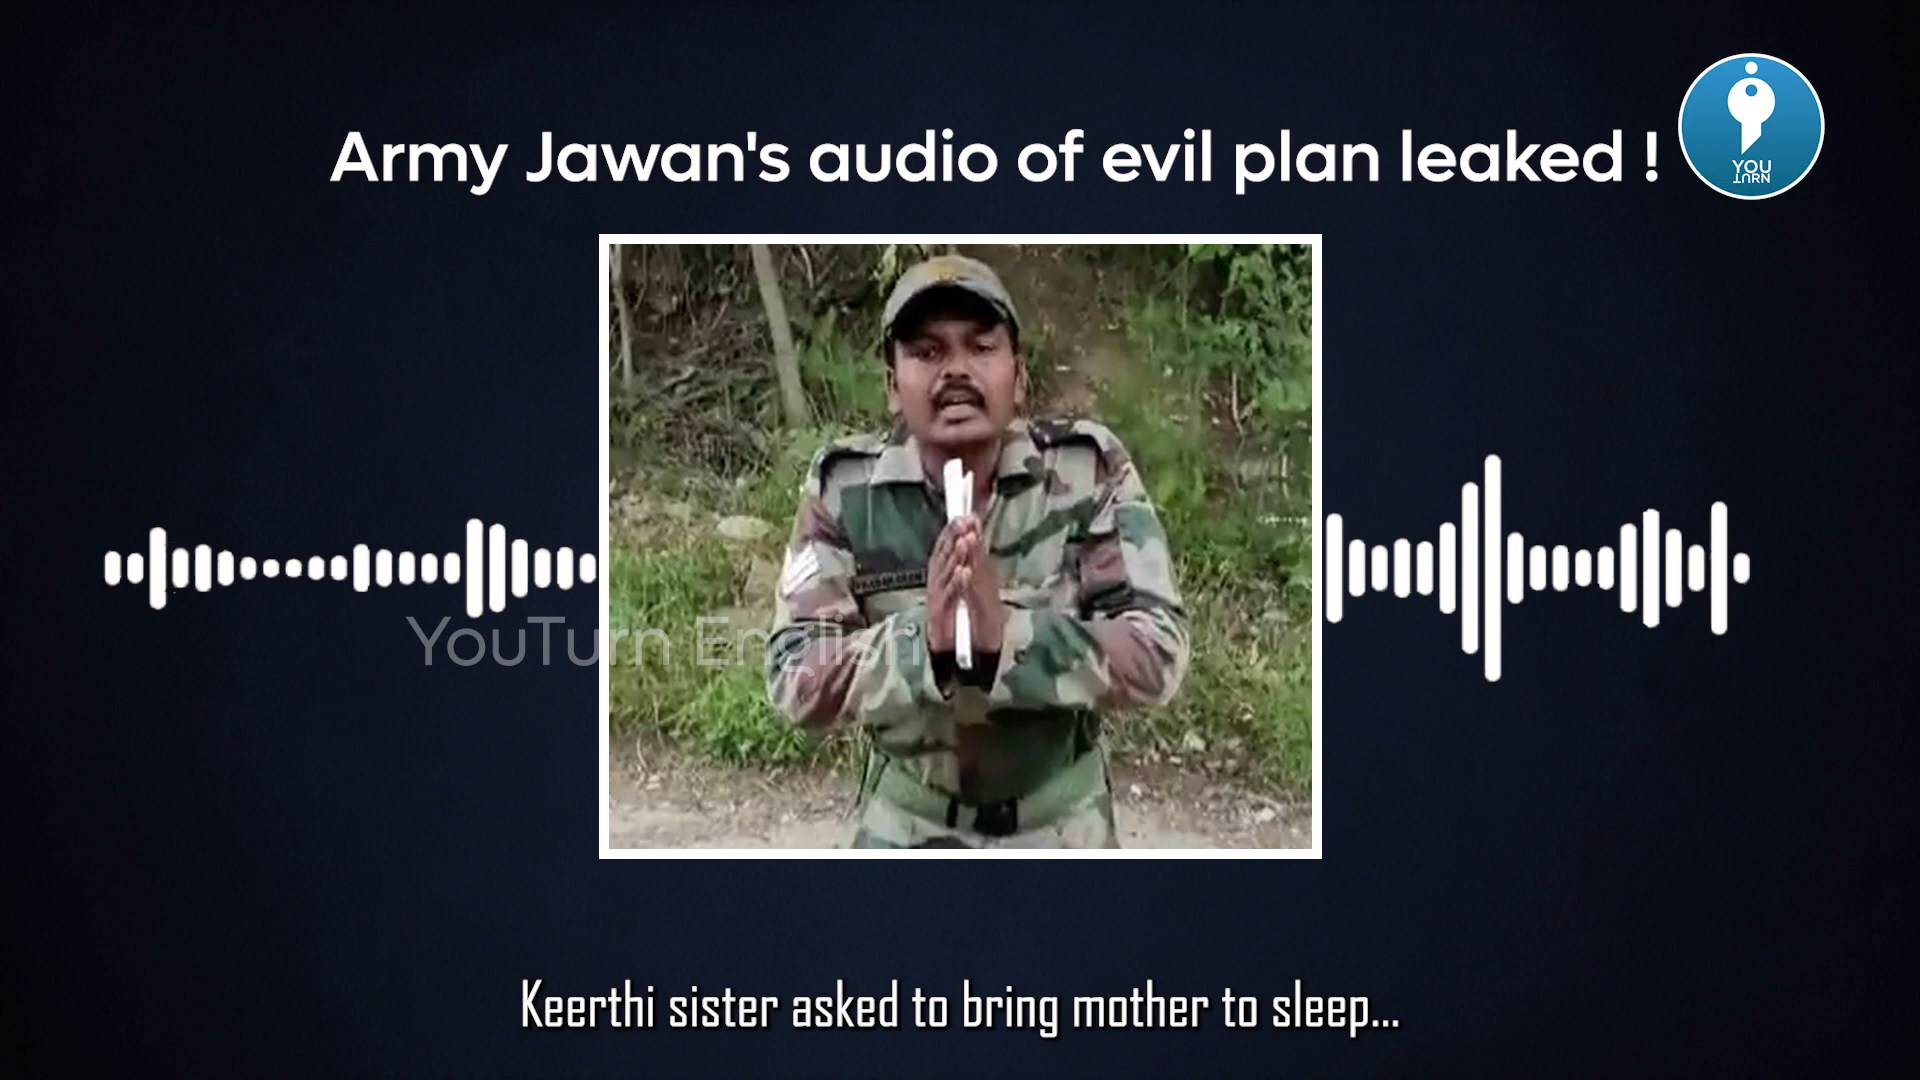 Army Jawan's audio of evil plan leaked !
YOU
TURN
PRABAKARAN
YouTurn English
Keerthi sister asked to bring mother to sleep...